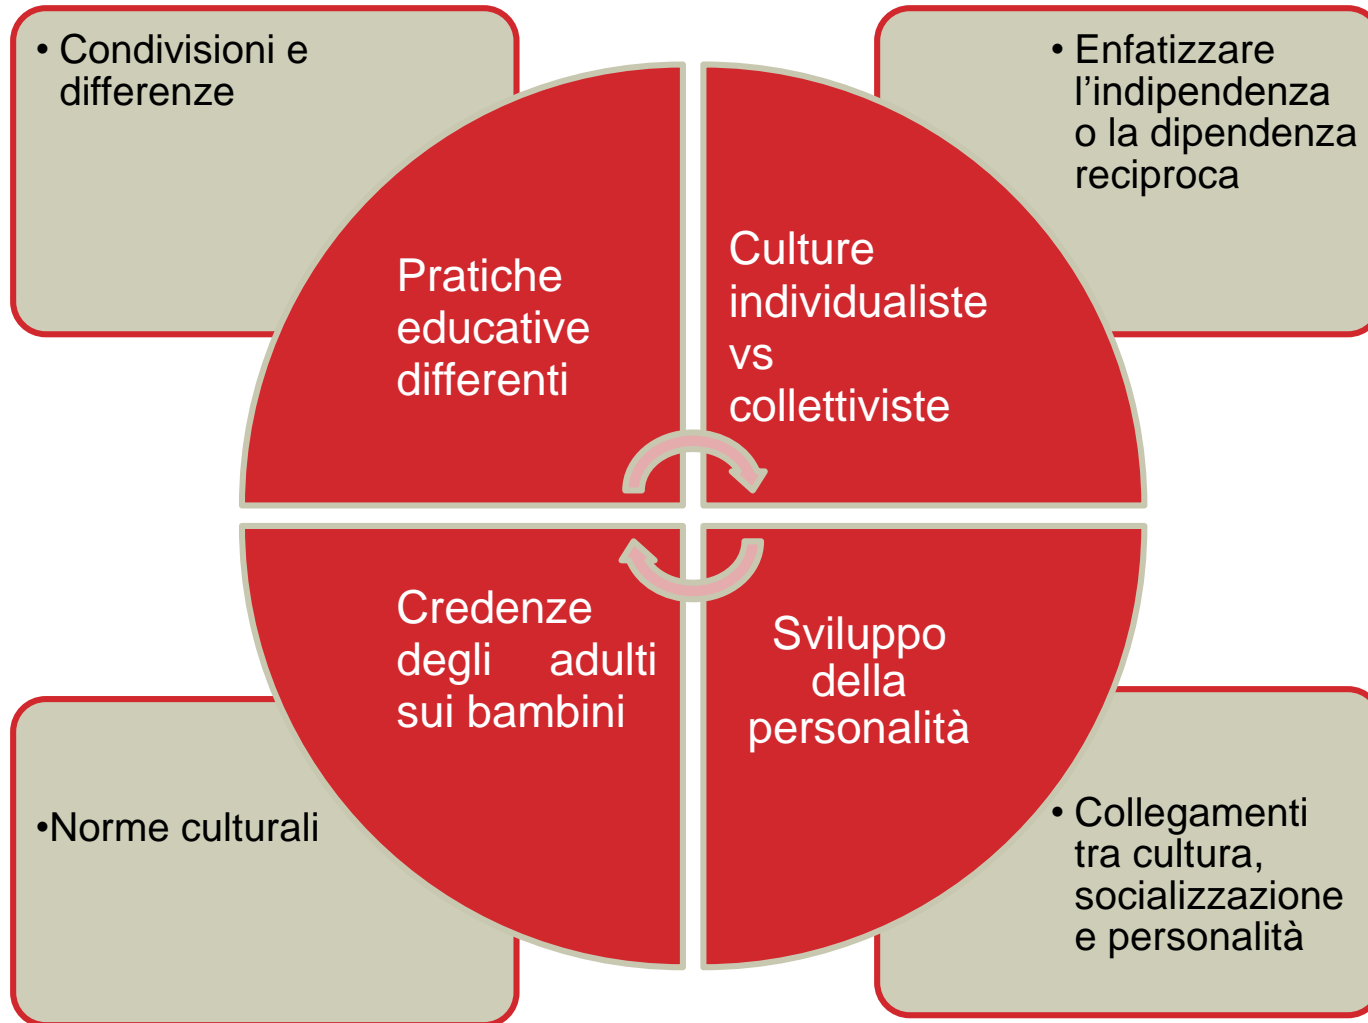 • Condivisioni e
differenze
• Enfatizzare
l’indipendenza
o la dipendenza
reciproca
Pratiche
educative
differenti
Culture
individualiste
vs
collettiviste
Credenze
degli adulti
sui bambini
Sviluppo
della
personalità
•Norme culturali
• Collegamenti
tra cultura,
socializzazione
e personalità